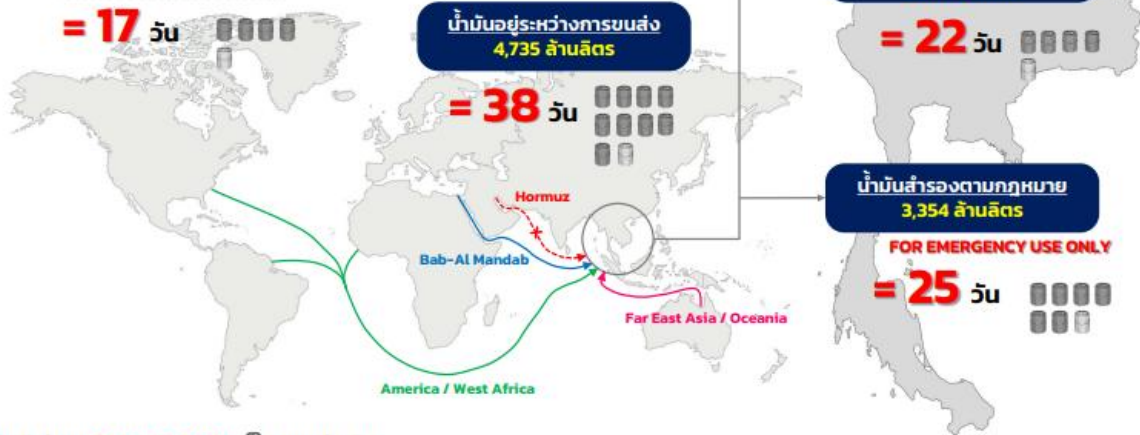 = 17 วัน
น้ำมันอยู่ระหว่างการขนส่ง
4,735 ล้านลิตร
= 38 วัน
= 22 วัน
น้ำมันสำรองตามกฎหมาย
3,354 ล้านลิตร
FOR EMERGENCY USE ONLY
= 25 วัน
Hormuz
Bab-Al Mandab
Far East Asia / Oceania
America / West Africa